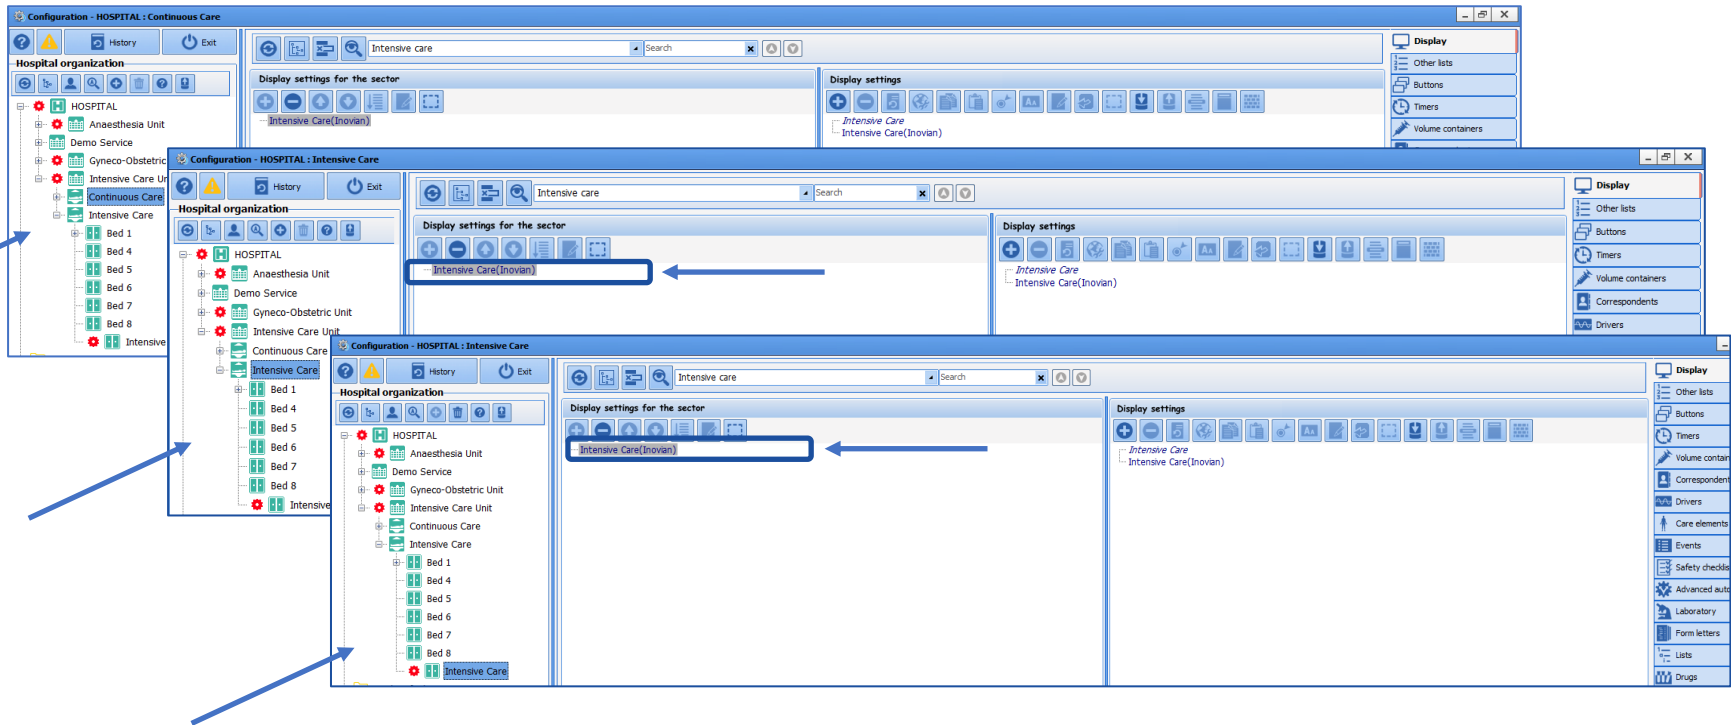 Configuration - HOSPITAL : Continuous Care
History
Exit
Hospital organization
HOSPITAL
Anaesthesia Unit
Demo Service
Gyneco-Obstetric
Intensive Care Un
Continuous Care
Intensive Care
Bed 1
Bed 4
Bed 5
Bed 6
Bed 7
Bed 8
Intensive
Intensive care
Search
Display settings for the sector
Intensive Care(Inovian)
Display settings
Intensive Care
Intensive Care(Inovian)
Display
Other lists
Buttons
Timers
Volume containers
Configuration - HOSPITAL : Intensive Care
History
Exit
Hospital organization
HOSPITAL
Anaesthesia Unit
Demo Service
Gyneco-Obstetric Unit
Intensive Care Unit
Continuous Care
Intensive Care
Bed 1
Bed 4
Bed 5
Bed 6
Bed 7
Bed 8
Intensive
Intensive care
Search
Display settings for the sector
Intensive Care(Inovian)
Display settings
Intensive Care
Intensive Care(Inovian)
Display
Other lists
Buttons
Timers
Volume containers
Correspondents
Drivers
Configuration - HOSPITAL : Intensive Care
History
Exit
Hospital organization
HOSPITAL
Anaesthesia Unit
Demo Service
Gyneco-Obstetric Unit
Intensive Care Unit
Continuous Care
Intensive Care
Bed 1
Bed 4
Bed 5
Bed 6
Bed 7
Bed 8
Intensive Care
Intensive care
Search
Display settings for the sector
Intensive Care(Inovian)
Display settings
Intensive Care
Intensive Care(Inovian)
Display
Other lists
Buttons
Timers
Volume contain
Correspondent
Drivers
Care elements
Events
Safety checklis
Advanced auto
Laboratory
Form letters
Lists
Drugs